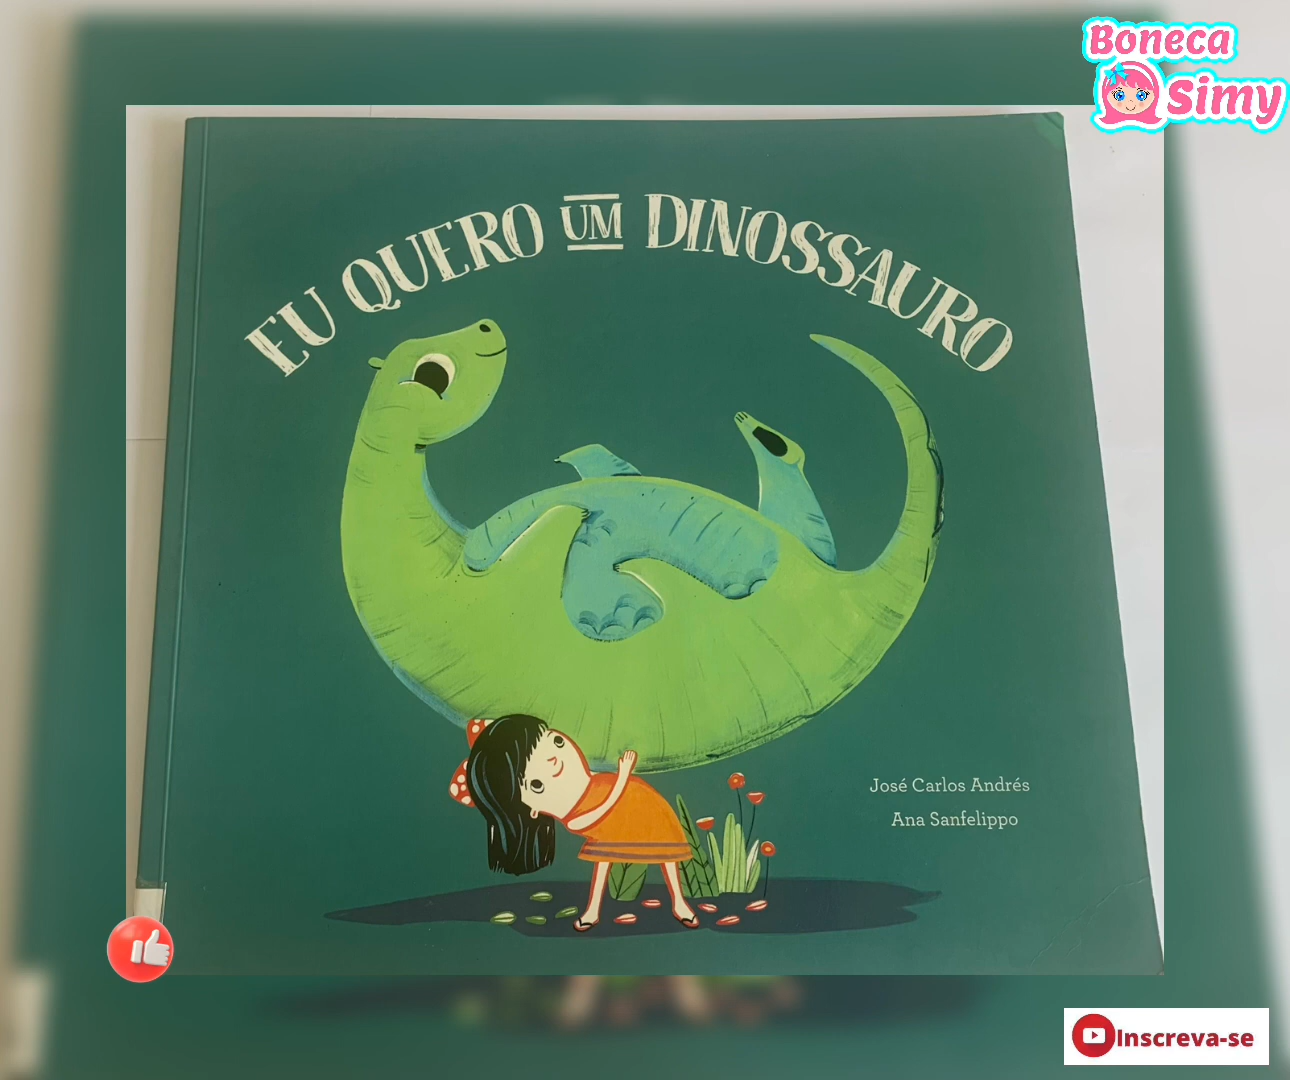 Boneca
Simy
EU QUERO UM DINOSSAURO
José Carlos Andrés
Ana Sanfelippo
Inscreva-se